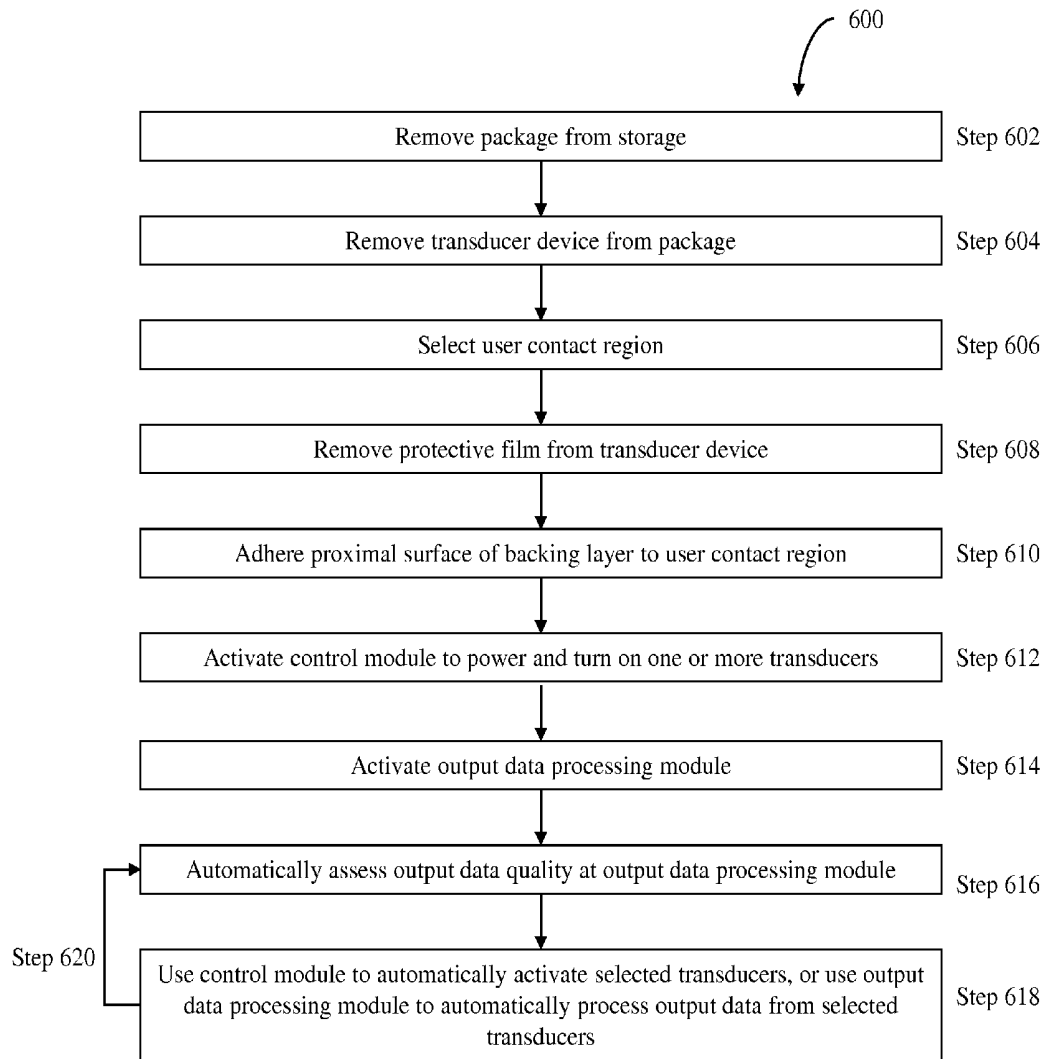 600
Remove package from storage
Step 602
Remove transducer device from package
Step 604
Select user contact region
Step 606
Remove protective film from transducer device
Step 608
Adhere proximal surface of backing layer to user contact region
Step 610
Activate control module to power and turn on one or more transducers
Step 612
Activate output data processing module
Step 614
Automatically assess output data quality at output data processing module
Step 616
Step 620
Use control module to automatically activate selected transducers, or use output
data processing module to automatically process output data from selected
transducers
Step 618